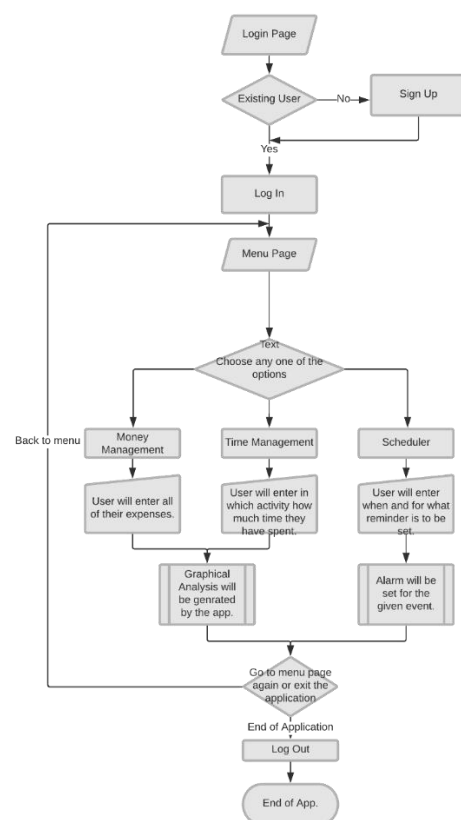 Login Page
Existing User
No
Sign Up
Yes
Log In
Menu Page
Text
Choose any one of the
options
Back to menu
Money
Management
Time Management
Scheduler
User will enter all
of their expenses.
User will enter in
which activity how
much time they
have spent.
User will enter
when and for what
reminder is to be
set.
Graphical
Analysis will
be genrated
by the app.
Alarm will be
set for the
given event.
Go to menu page
again or exit the
application
End of Application
Log Out
End of App.